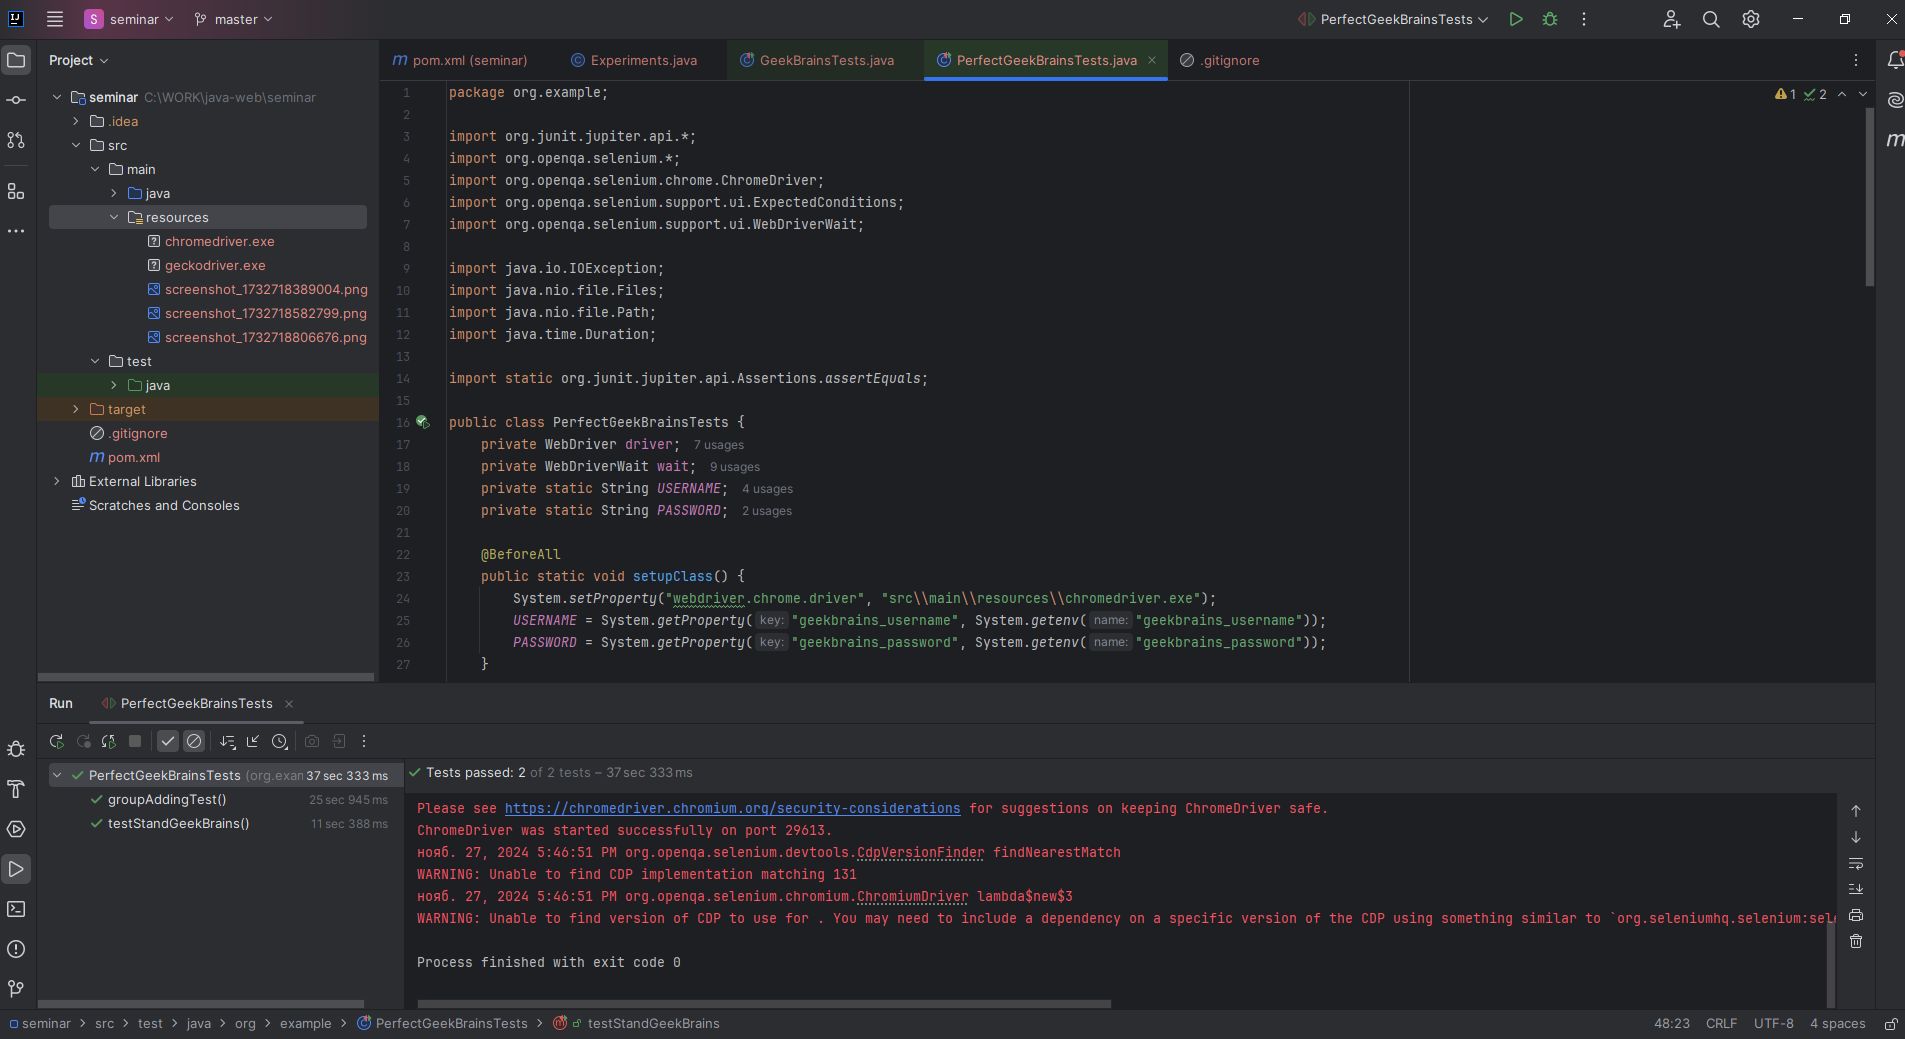 S seminar master PerfectGeekBrainsTests
Project
seminar C:\WORK\java-web\seminar
.idea
src
main
java
resources
chromedriver.exe
geckodriver.exe
screenshot_1732718389004.png
screenshot_1732718582799.png
screenshot_1732718806676.png
test
java
target
.gitignore
pom.xml
External Libraries
Scratches and Consoles
pom.xml (seminar) Experiments.java GeekBrainsTests.java PerfectGeekBrainsTests.java .gitignore
1 2
1 package org.example;
2
3 import org.junit.jupiter.api.*;
4 import org.openqa.selenium.*;
5 import org.openqa.selenium.chrome.ChromeDriver;
6 import org.openqa.selenium.support.ui.ExpectedConditions;
7 import org.openqa.selenium.support.ui.WebDriverWait;
8
9 import java.io.IOException;
10 import java.nio.file.Files;
11 import java.nio.file.Path;
12 import java.time.Duration;
13
14 import static org.junit.jupiter.api.Assertions.assertEquals;
15
16 public class PerfectGeekBrainsTests {
17 private WebDriver driver; 7 usages
18 private WebDriverWait wait; 9 usages
19 private static String USERNAME; 4 usages
20 private static String PASSWORD; 2 usages
21
22 @BeforeAll
23 public static void setupClass() {
24 System.setProperty("webdriver.chrome.driver", "src\\main\\resources\\chromedriver.exe");
25 USERNAME = System.getProperty( key: "geekbrains_username", System.getenv( name: "geekbrains_username"));
26 PASSWORD = System.getProperty( key: "geekbrains_password", System.getenv( name: "geekbrains_password"));
27 }
Run PerfectGeekBrainsTests
PerfectGeekBrainsTests (org.exan 37 sec 333 ms
groupAddingTest() 25 sec 945 ms
testStandGeekBrains() 11 sec 388 ms
Tests passed: 2 of 2 tests – 37 sec 333 ms
Please see https://chromedriver.chromium.org/security-considerations for suggestions on keeping ChromeDriver safe.
ChromeDriver was started successfully on port 29613.
нояб. 27, 2024 5:46:51 PM org.openqa.selenium.devtools.CdpVersionFinder findNearestMatch
WARNING: Unable to find CDP implementation matching 131
нояб. 27, 2024 5:46:51 PM org.openqa.selenium.chromium.ChromiumDriver lambda$new$3
WARNING: Unable to find version of CDP to use for . You may need to include a dependency on a specific version of the CDP using something similar to `org.seleniumhq.selenium:sele
Process finished with exit code 0
seminar > src > test > java > org > example > PerfectGeekBrainsTests > testStandGeekBrains 48:23 CRLF UTF-8 4 spaces